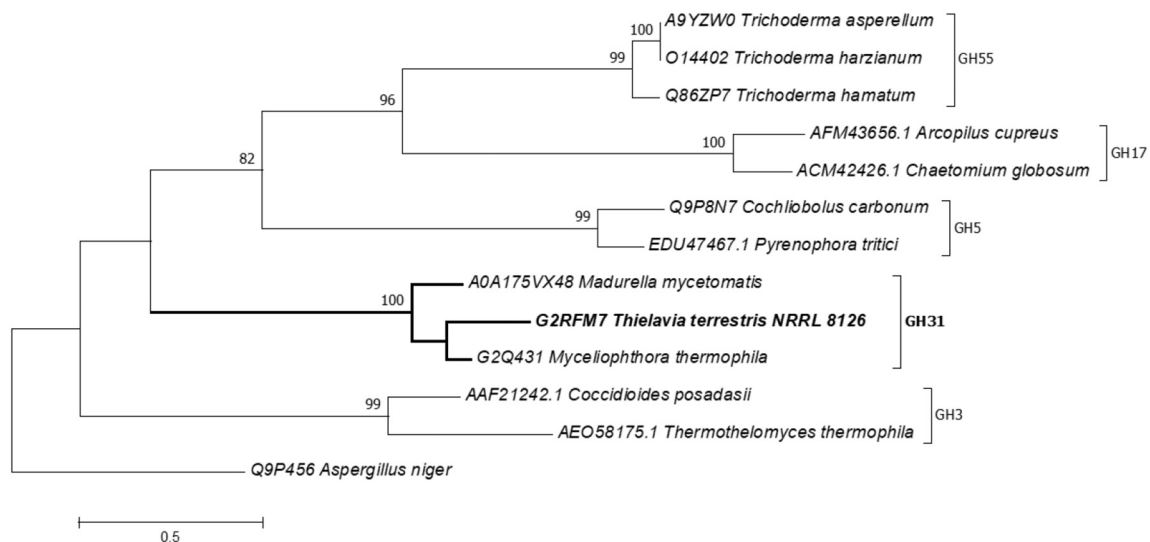 A9YZW0 Trichoderma asperellum
100
O14402 Trichoderma harzianum
GH55
99
Q86ZP7 Trichoderma hamatum
96
AFM43656.1 Arcopilus cupreus
100
GH17
82
ACM42426.1 Chaetomium globosum
Q9P8N7 Cochliobolus carbonum
99
GH5
EDU47467.1 Pyrenophora tritici
A0A175VX48 Madurella mycetomatis
100
G2RFM7 Thielavia terrestris NRRL 8126
GH31
G2Q431 Myceliophthora thermophila
AAF21242.1 Coccidioides posadasii
99
GH3
AEO58175.1 Thermothelomyces thermophila
Q9P456 Aspergillus niger
0.5